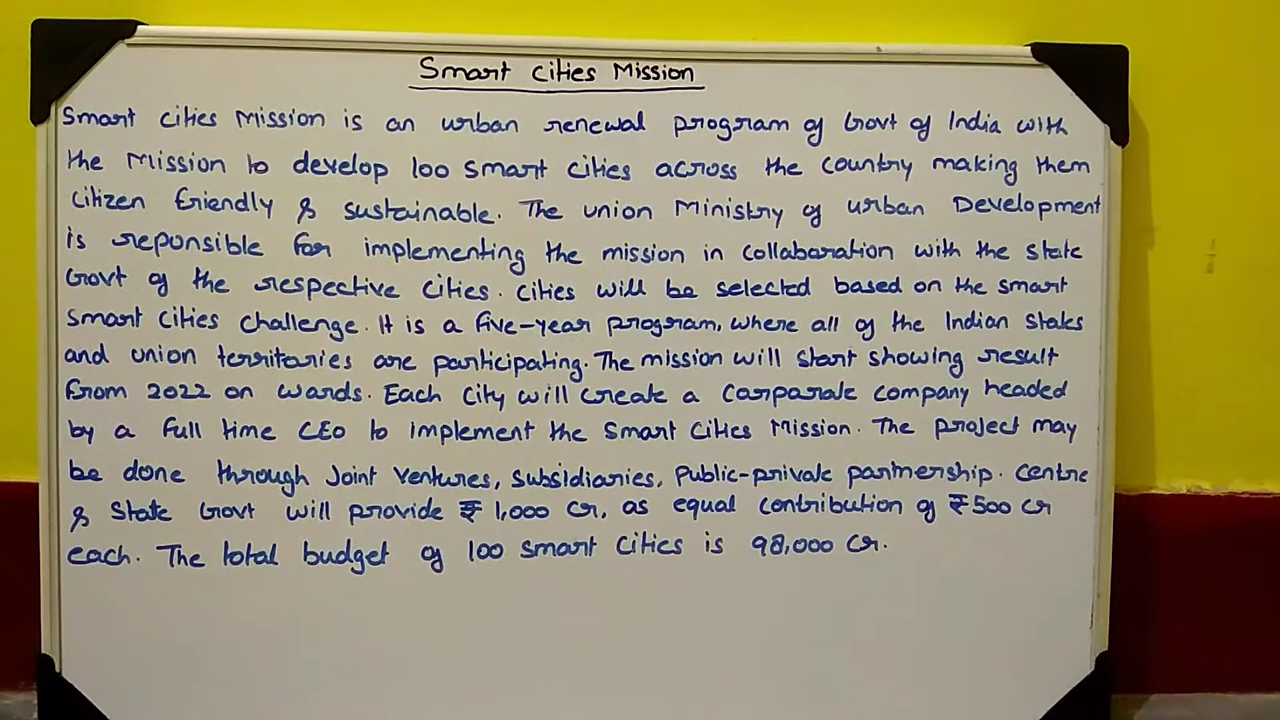 Smart Cities Mission
Smart cities Mission is an urban renewal program of Govt of India with
the Mission to develop 100 smart cities across the country making them
citizen friendly & sustainable. The union Ministry of urban Development
is reponsible for implementing the mission in collabaration with the state
Govt of the respective cities. cities will be selected based on the smart
smart cities challenge. It is a five-year program, where all of the Indian states
and union territories are participating. The mission will start showing result
from 2022 on wards. Each city will create a corparate company headed
by a full time CEO to implement the smart cities Mission. The project may
be done through Joint ventures, subsidiaries, public-private partnership. centre
& state Govt will provide ₹ 1,000 cr, as equal contribution of ₹500 cr
each. The total budget of 100 smart cities is 98,000 cr.